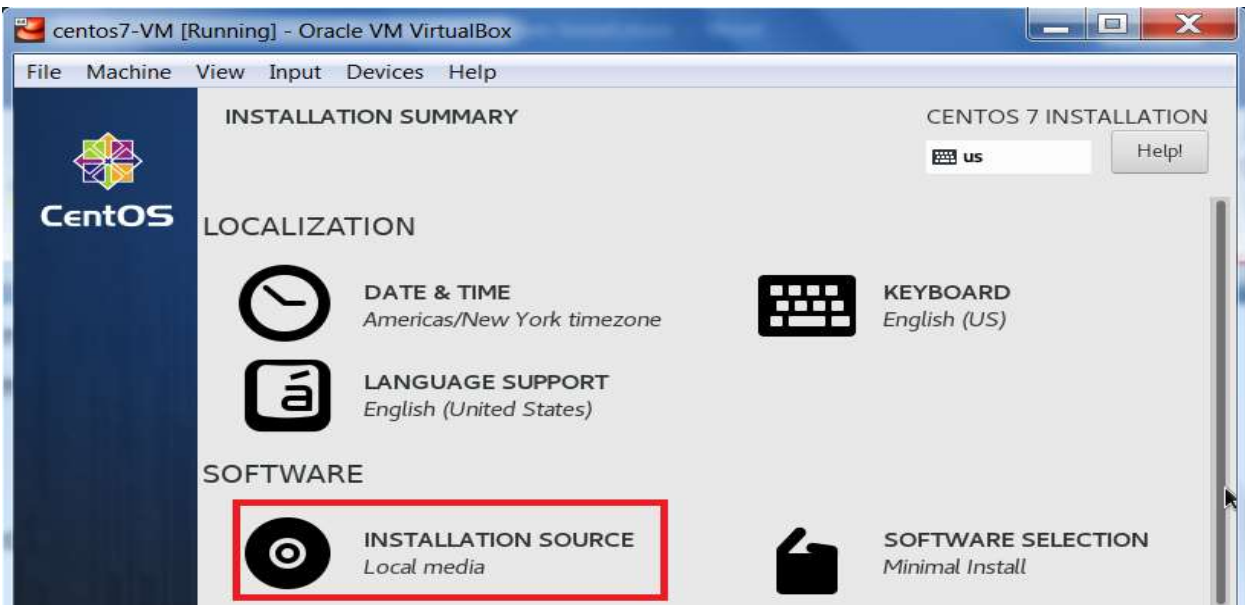 centos7-VM [Running] - Oracle VM VirtualBox
File Machine View Input Devices Help
INSTALLATION SUMMARY
CENTOS 7 INSTALLATION
us
Help!
CentOS
LOCALIZATION
DATE & TIME
Americas/New York timezone
KEYBOARD
English (US)
á
LANGUAGE SUPPORT
English (United States)
SOFTWARE
INSTALLATION SOURCE
Local media
SOFTWARE SELECTION
Minimal Install